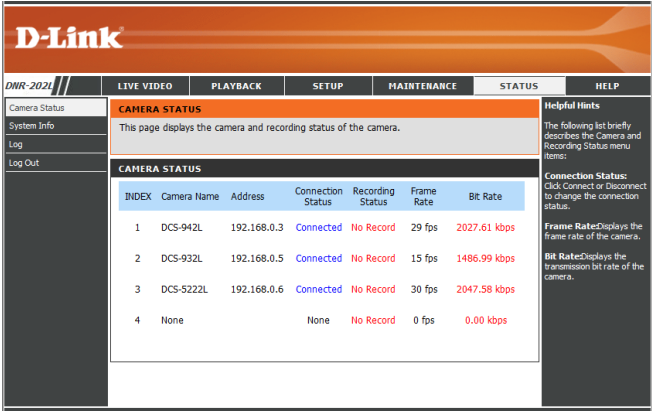 D-Link
DNR-202L
LIVE VIDEO PLAYBACK SETUP MAINTENANCE STATUS HELP
Camera Status
System Info
Log
Log Out
CAMERA STATUS
This page displays the camera and recording status of the camera.
CAMERA STATUS
INDEX Camera Name Address Connection Status Recording Status Frame Rate Bit Rate
1 DCS-942L 192.168.0.3 Connected No Record 29 fps 2027.61 kbps
2 DCS-932L 192.168.0.5 Connected No Record 15 fps 1486.99 kbps
3 DCS-5222L 192.168.0.6 Connected No Record 30 fps 2047.58 kbps
4 None None No Record 0 fps 0.00 kbps
Helpful Hints
The following list briefly
describes the Camera and
Recording Status menu
items:
Connection Status:
Click Connect or Disconnect
to change the connection
status.
Frame Rate:Displays the
frame rate of the camera.
Bit Rate:Displays the
transmission bit rate of the
camera.